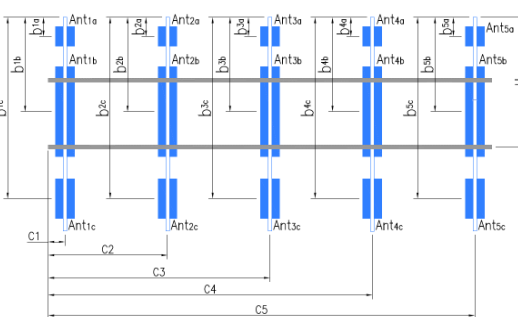 Ant1a Ant2a Ant3a Ant4a Ant5a
b1a b2a b3a b4a b5a
Ant1b Ant2b Ant3b Ant4b Ant5b
b1b b2b b3b b4b b5b
b1c b2c b3c b4c b5c
Ant1c Ant2c Ant3c Ant4c Ant5c
C1
C2
C3
C4
C5